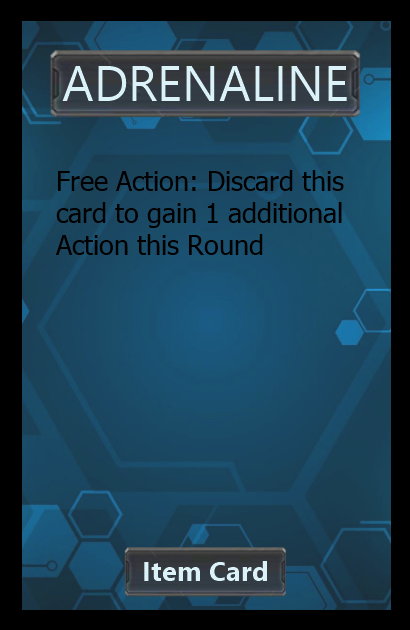 ADRENALINE
Free Action: Discard this
card to gain 1 additional
Action this Round
Item Card